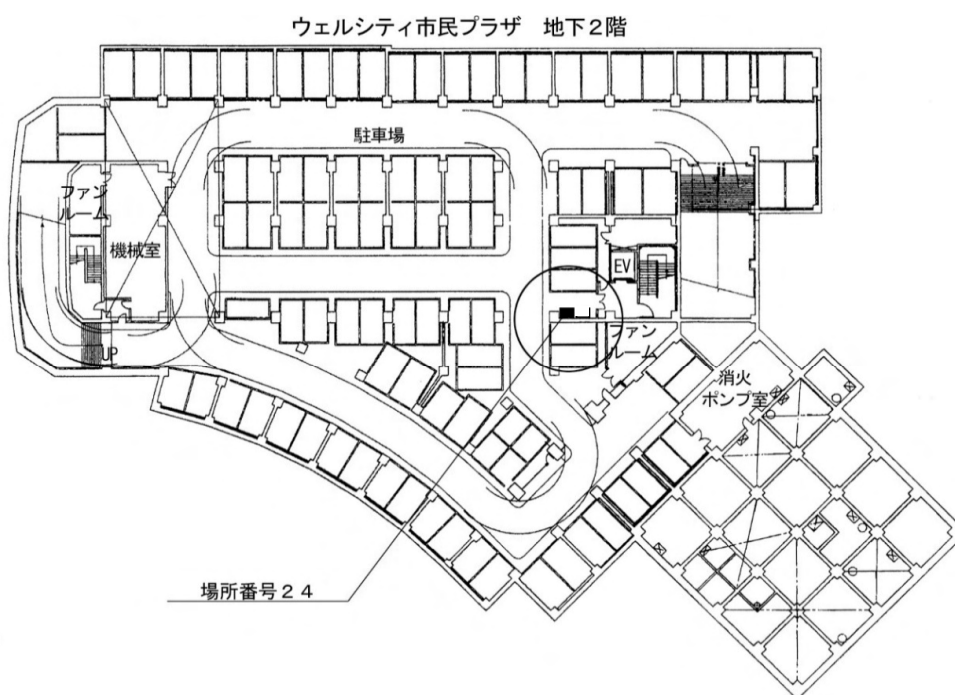 ウェルシティ市民プラザ 地下2階
駐車場
ファン
ルーム
機械室
EV
ファン
ルーム
消火
ポンプ室
UP
場所番号24